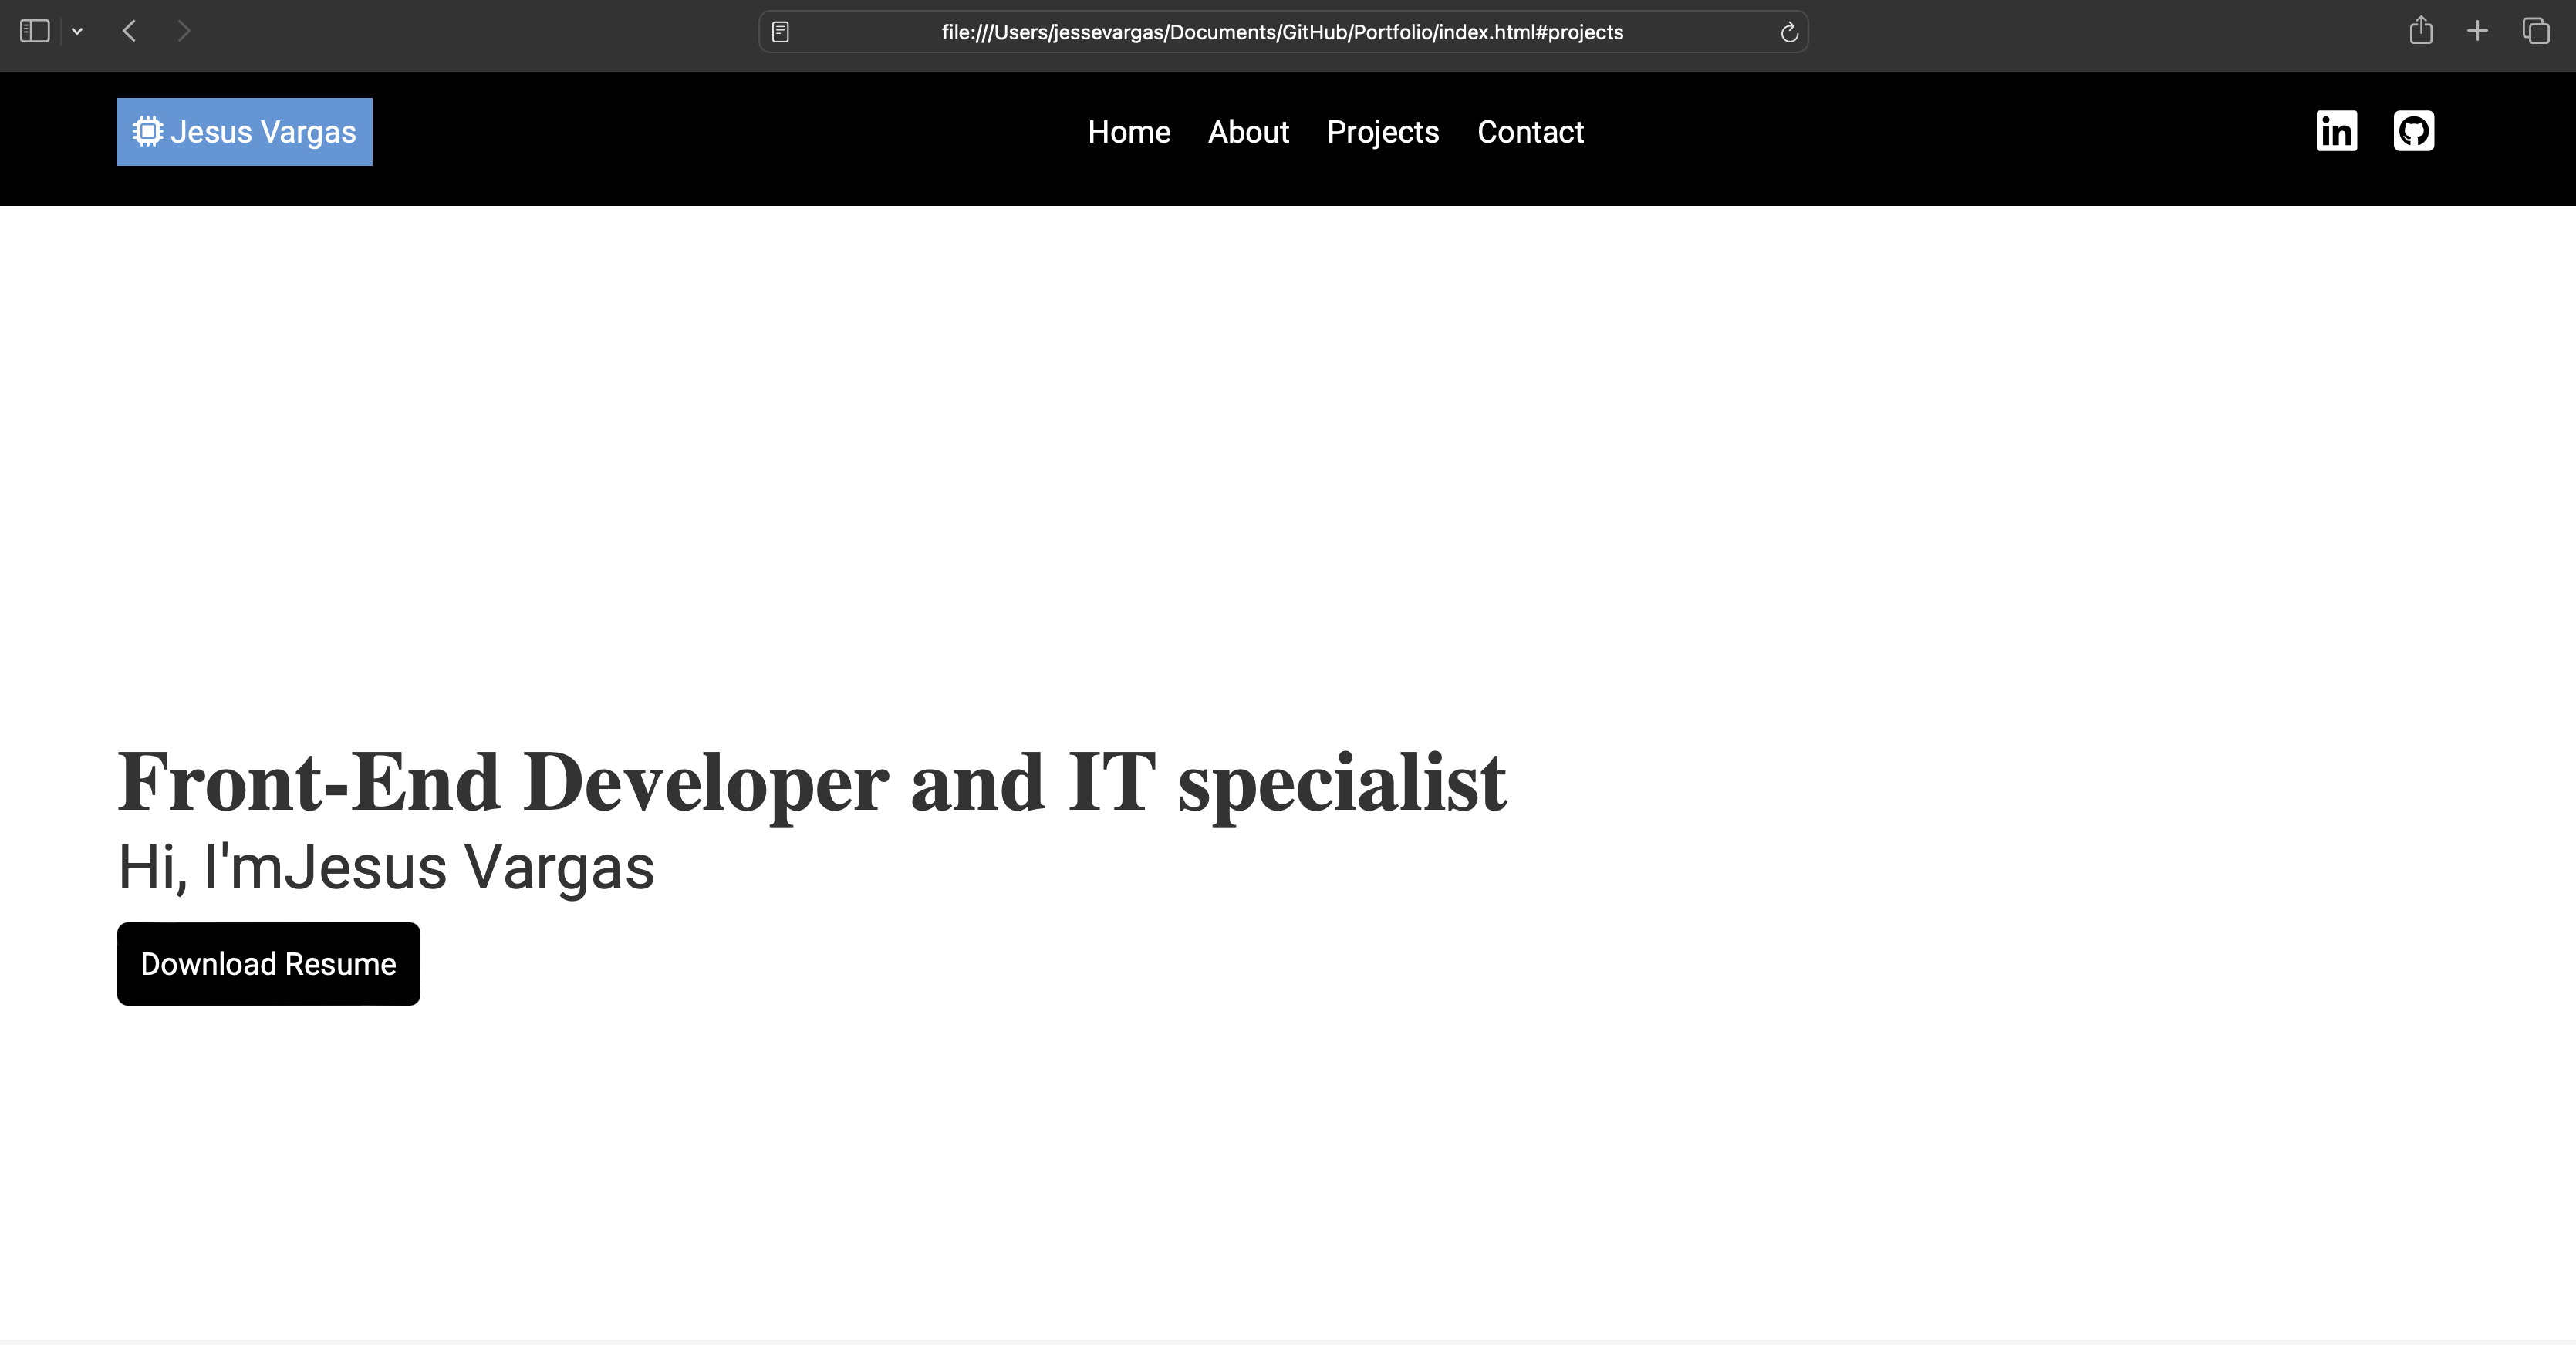 file:///Users/jessevargas/Documents/GitHub/Portfolio/index.html#projects
Jesus Vargas
Home About Projects Contact
in
Front-End Developer and IT specialist
Hi, I'mJesus Vargas
Download Resume